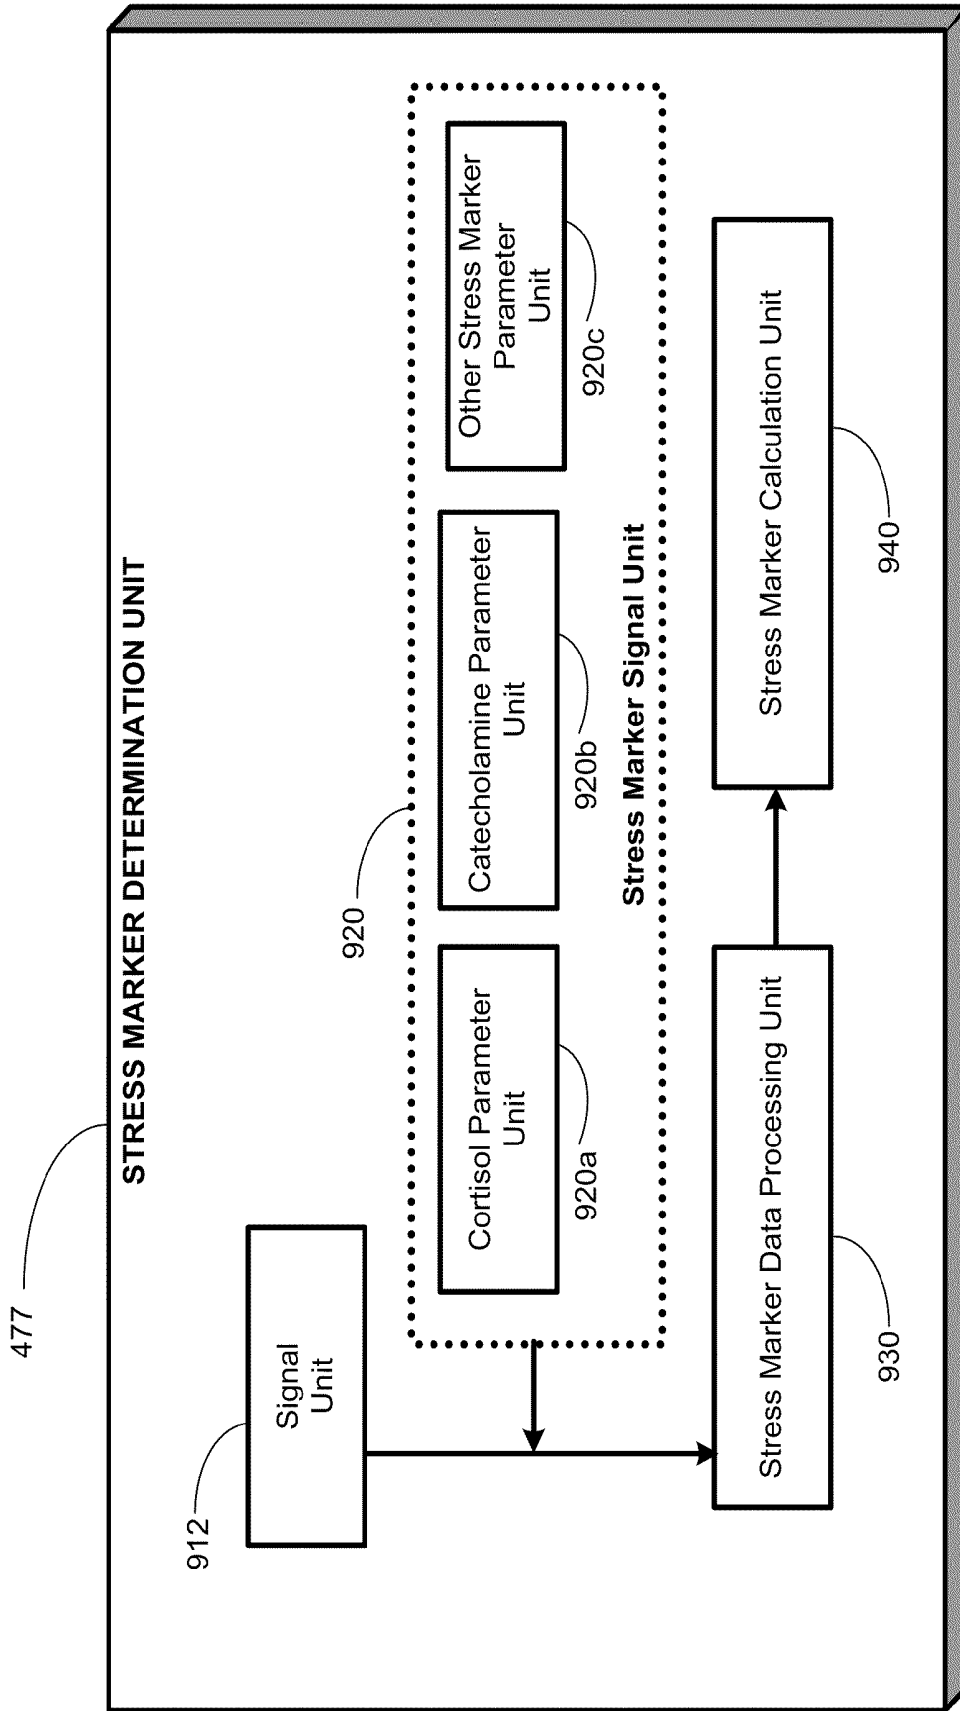 477
STRESS MARKER DETERMINATION UNIT
912
Signal
Unit
920
Cortisol Parameter
Unit
920a
Catecholamine Parameter
Unit
920b
Other Stress Marker
Parameter
Unit
920c
Stress Marker Signal Unit
Stress Marker Data Processing Unit
930
Stress Marker Calculation Unit
940